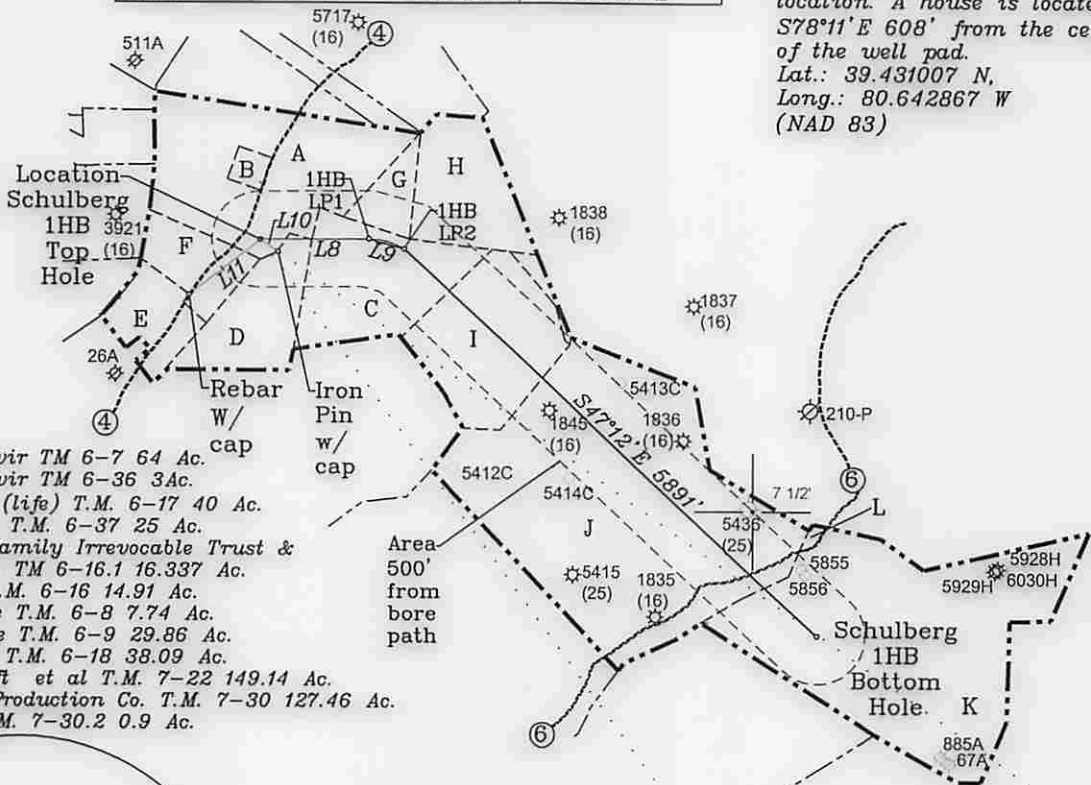 location. A house is locate
S78°11'E 608' from the ce
of the well pad.
Lat.: 39.431007 N,
Long.: 80.642867 W
(NAD 83)
5717
(16)
4
511A
A
B
H
G
1HB
LP1
1HB
LP2
Location
Schulberg
1HB
Top
Hole
3921
(16)
L10
L8
L9
L11
F
E
D
C
I
1838
(16)
1837
(16)
26A
4
Rebar
W/
cap
Iron
Pin
w/
cap
S47°12'E 5891'
5413C
1845
(16)
1836
(16)
210-P
6
5412C
5414C
7 1/2'
L
5436
(25)
J
Area
500'
from
bore
path
5415
(25)
1835
(16)
5855
5856
5928H
5929H
6030H
Schulberg
1HB
Bottom
Hole
K
6
885A
67A
vir TM 6-7 64 Ac.
vir TM 6-36 3Ac.
(life) T.M. 6-17 40 Ac.
T.M. 6-37 25 Ac.
amily Irrevocable Trust &
TM 6-16.1 16.337 Ac.
.M. 6-16 14.91 Ac.
e T.M. 6-8 7.74 Ac.
e T.M. 6-9 29.86 Ac.
T.M. 6-18 38.09 Ac.
ft et al T.M. 7-22 149.14 Ac.
Production Co. T.M. 7-30 127.46 Ac.
M. 7-30.2 0.9 Ac.